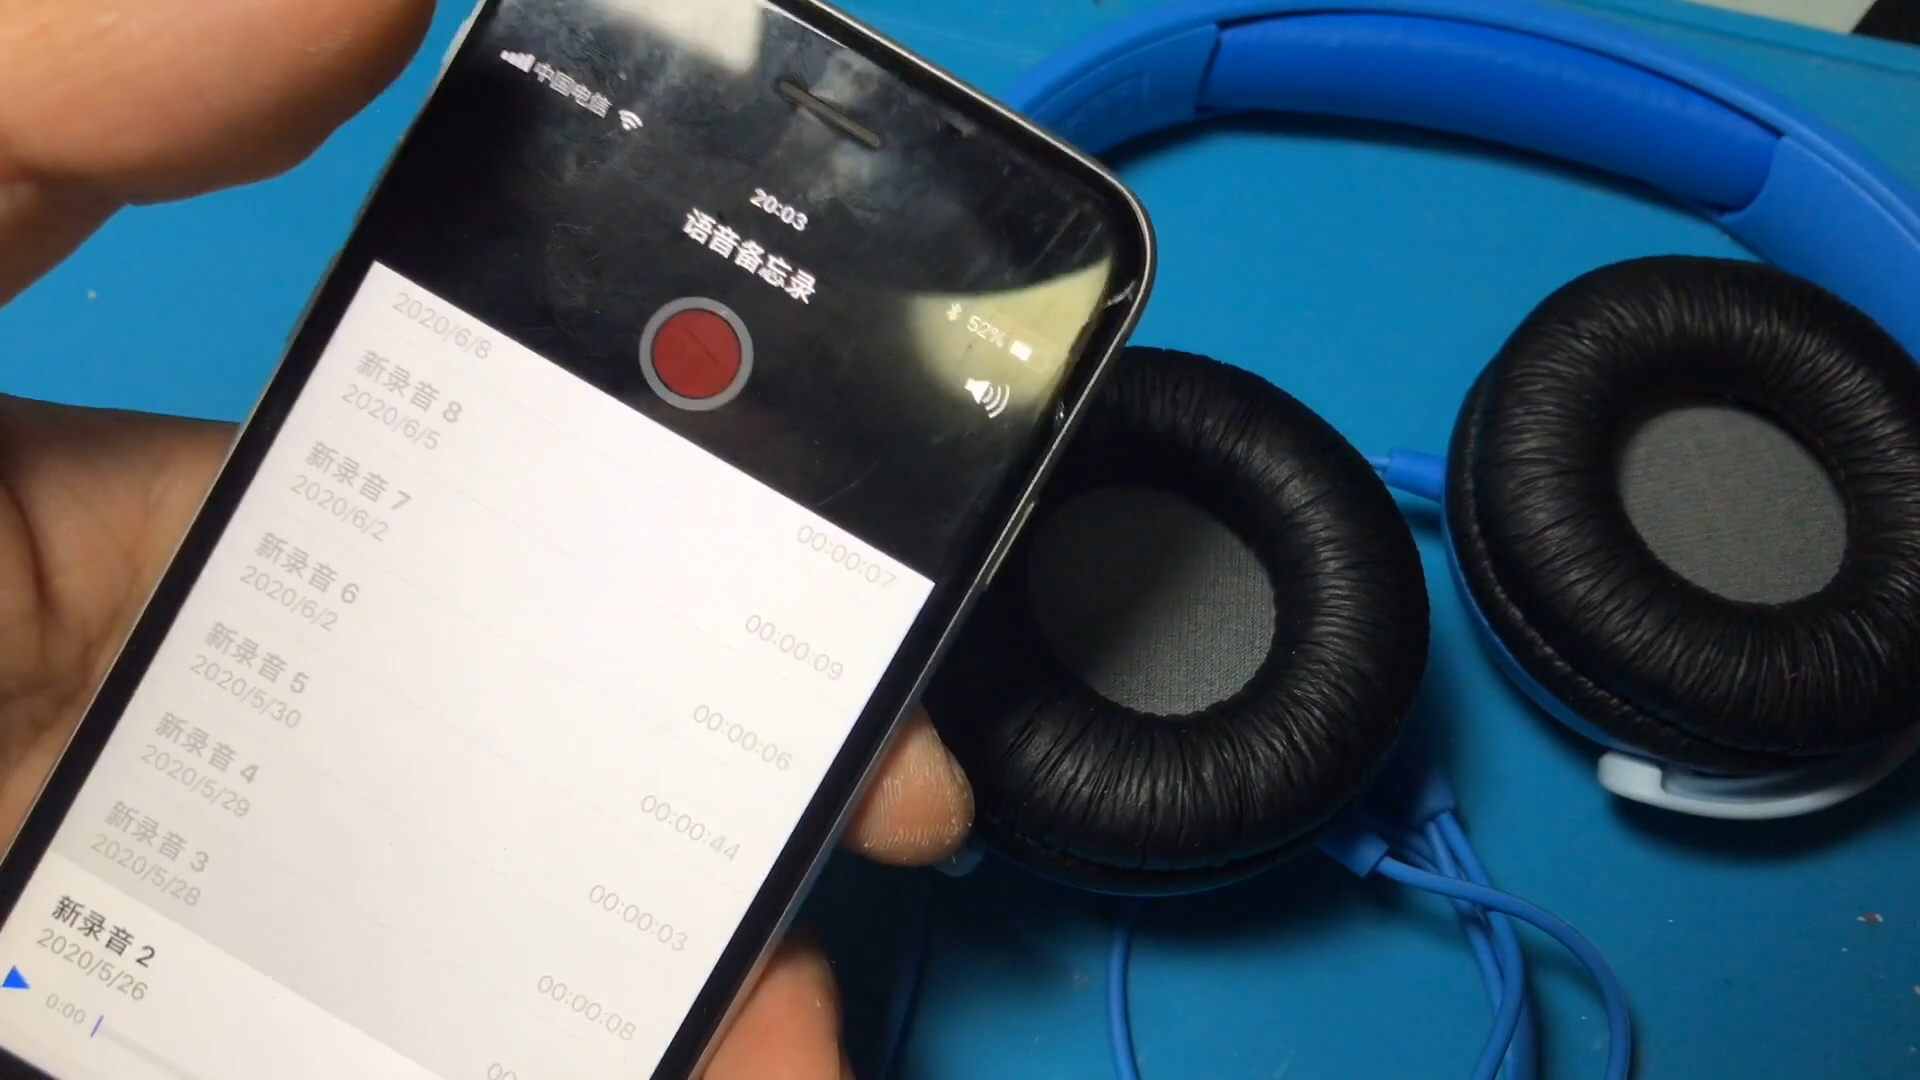 中国电信
20:03
52%
语音备忘录
2020/6/8 00:00:07
新录音 8
2020/6/5 00:00:09
新录音 7
2020/6/2 00:00:06
新录音 6
2020/6/2 00:00:44
新录音 5
2020/5/30 00:00:03
新录音 4
2020/5/29 00:00:08
新录音 3
2020/5/28 00
新录音 2
2020/5/26
0:00